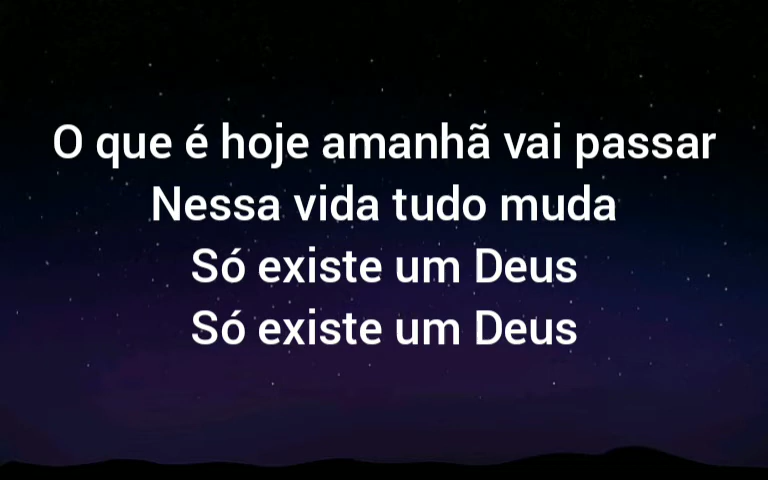 O que é hoje amanhã vai passar
Nessa vida tudo muda
Só existe um Deus
Só existe um Deus